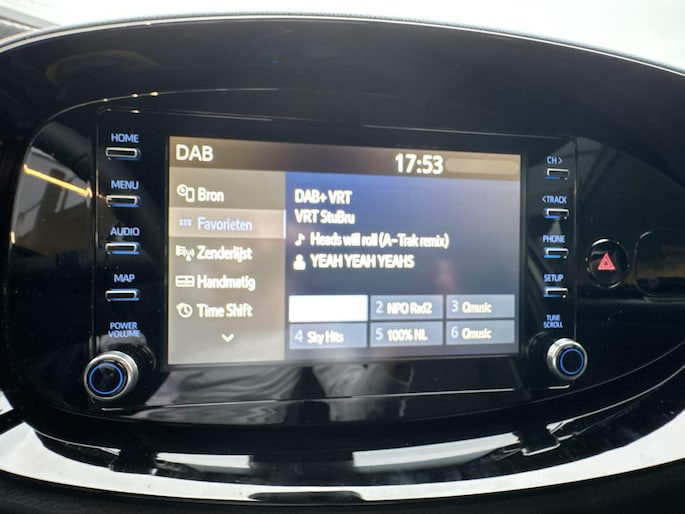 HOME
MENU
AUDIO
MAP
POWER
VOLUME
DAB
17:53
Bron
Favorieten
Zenderlijst
Handmatig
Time Shift
DAB+ VRT
VRT StuBru
Heads will roll (A-Trak remix)
YEAH YEAH YEAHS
2 NPO Rad2
3 Qmusic
4 Sky Hits
5 100% NL
6 Qmusic
CH >
< TRACK
PHONE
SETUP
TUNE
SCROLL